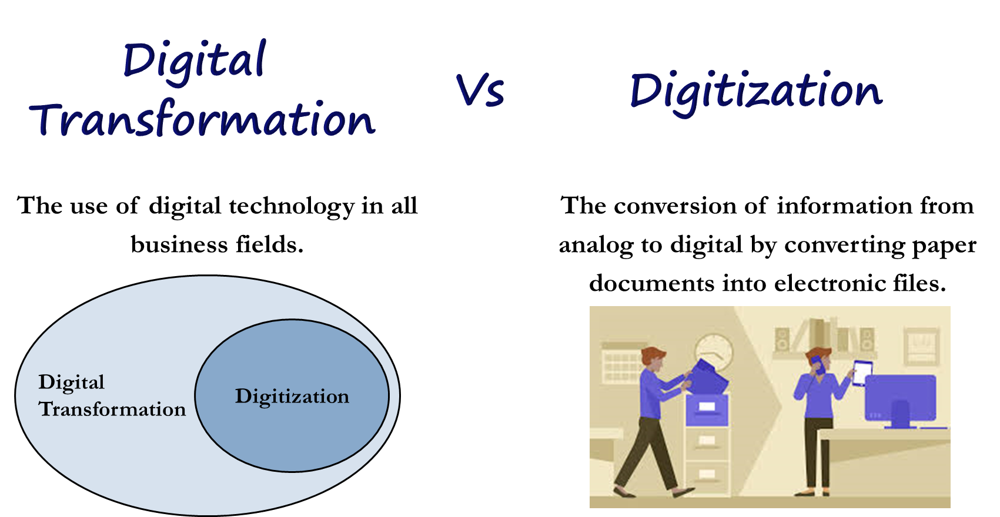 Digital
Transformation
Vs
Digitization
The use of digital technology in all
business fields.
Digital
Transformation
Digitization
The conversion of information from
analog to digital by converting paper
documents into electronic files.